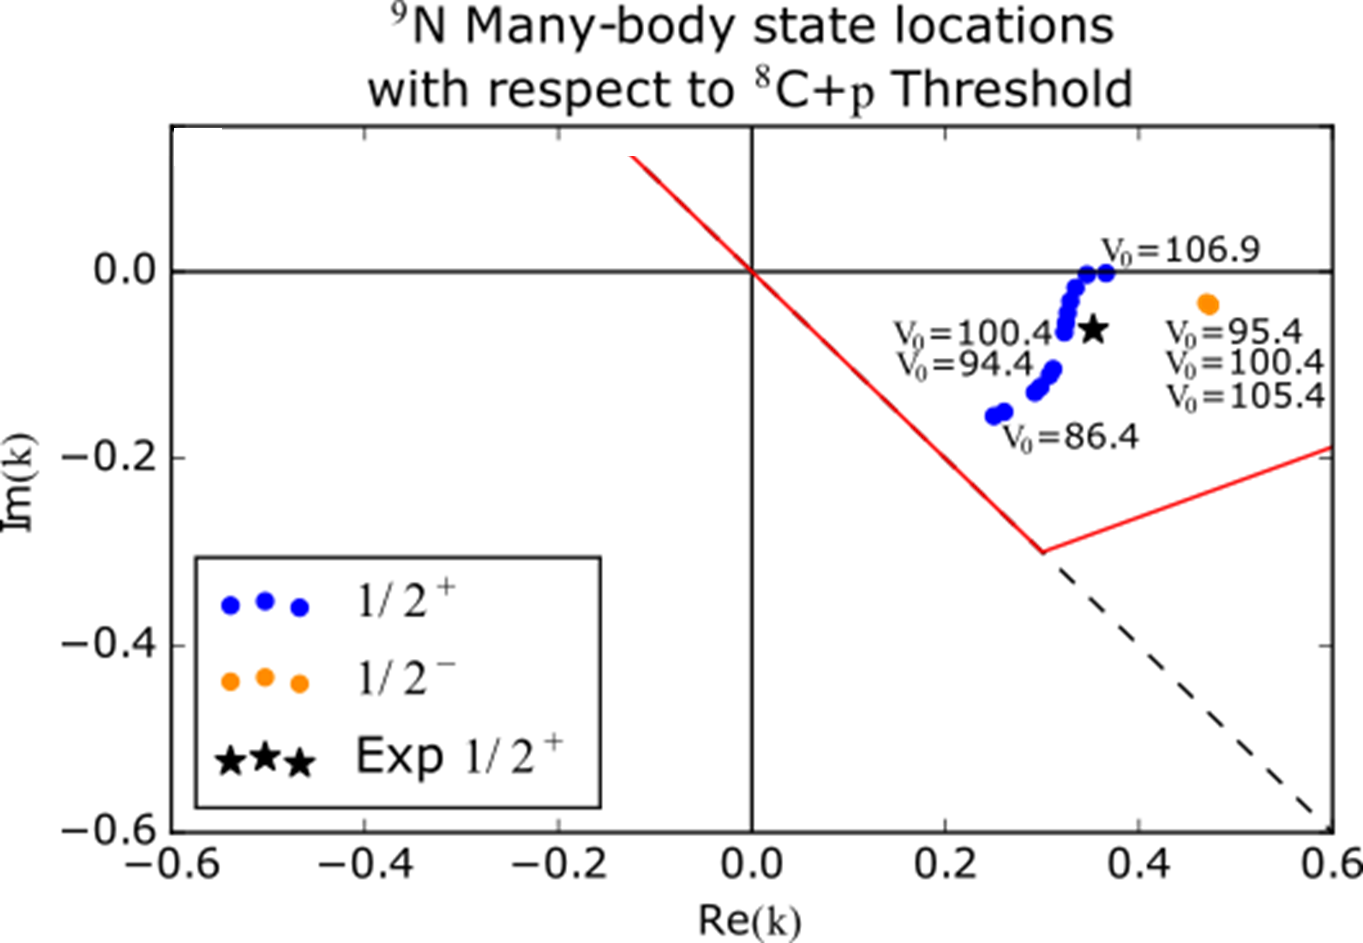 ⁹N Many-body state locations
with respect to ⁸C+p Threshold
V₀=106.9
V₀=100.4
V₀=94.4
V₀=86.4
V₀=95.4
V₀=100.4
V₀=105.4
0.0
−0.2
−0.4
−0.6
Im(k)
1/2⁺
1/2⁻
Exp 1/2⁺
−0.6 −0.4 −0.2 0.0 0.2 0.4 0.6
Re(k)